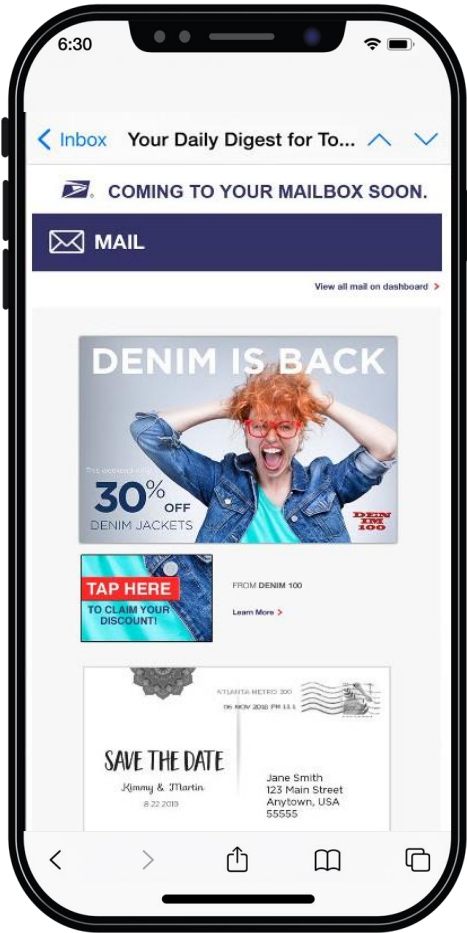 6:30
Inbox
Your Daily Digest for To...
COMING TO YOUR MAILBOX SOON.
MAIL
View all mail on dashboard >
DENIM IS BACK
30% OFF
DENIM JACKETS
DEN
IM
100
TAP HERE
TO CLAIM YOUR
DISCOUNT!
FROM DENIM 100
Learn More >
ATLANTA METRO 300
06 NOV 2018 PM 11 L
SAVE THE DATE
Kimmy & Martin
8·22·2019
Jane Smith
123 Main Street
Anytown, USA
55555